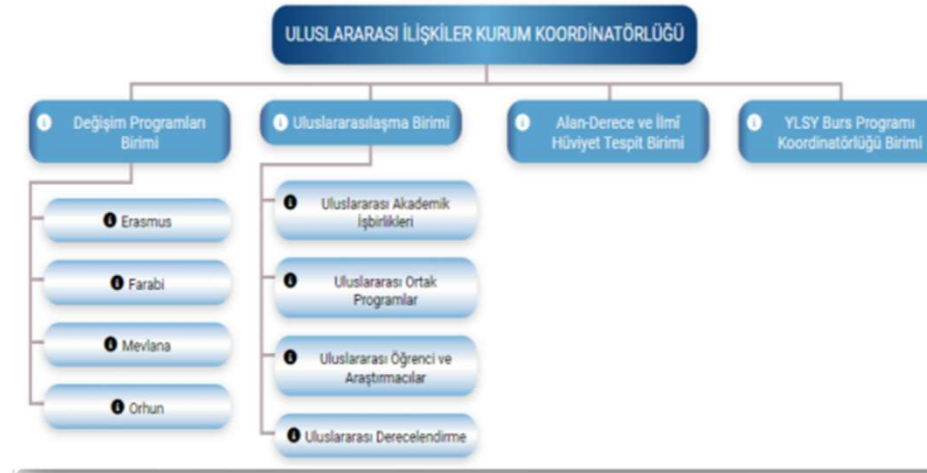 ULUSLARARASI İLİŞKİLER KURUM KOORDİNATÖRLÜĞÜ
Değişim Programları
Birimi
Uluslararasılaşma Birimi
Alan-Derece ve İlmî
Hüviyet Tespit Birimi
YLSY Burs Programı
Koordinatörlüğü Birimi
Erasmus
Farabi
Mevlana
Orhun
Uluslararası Akademik
İşbirlikleri
Uluslararası Ortak
Programlar
Uluslararası Öğrenci ve
Araştırmacılar
Uluslararası Derecelendirme